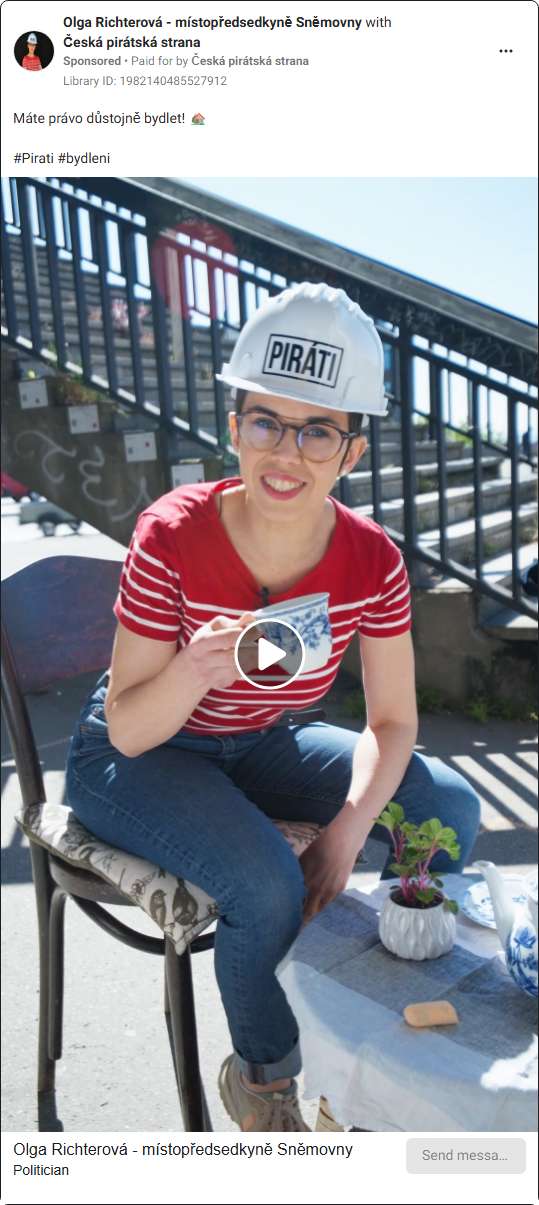 Olga Richterová - místopředsedkyně Sněmovny with
Česká pirátská strana
Sponsored • Paid for by Česká pirátská strana
Library ID: 1982140485527912
Máte právo důstojně bydlet! 🏠
#Pirati #bydleni
PIRÁTI
Olga Richterová - místopředsedkyně Sněmovny
Politician
Send messa...